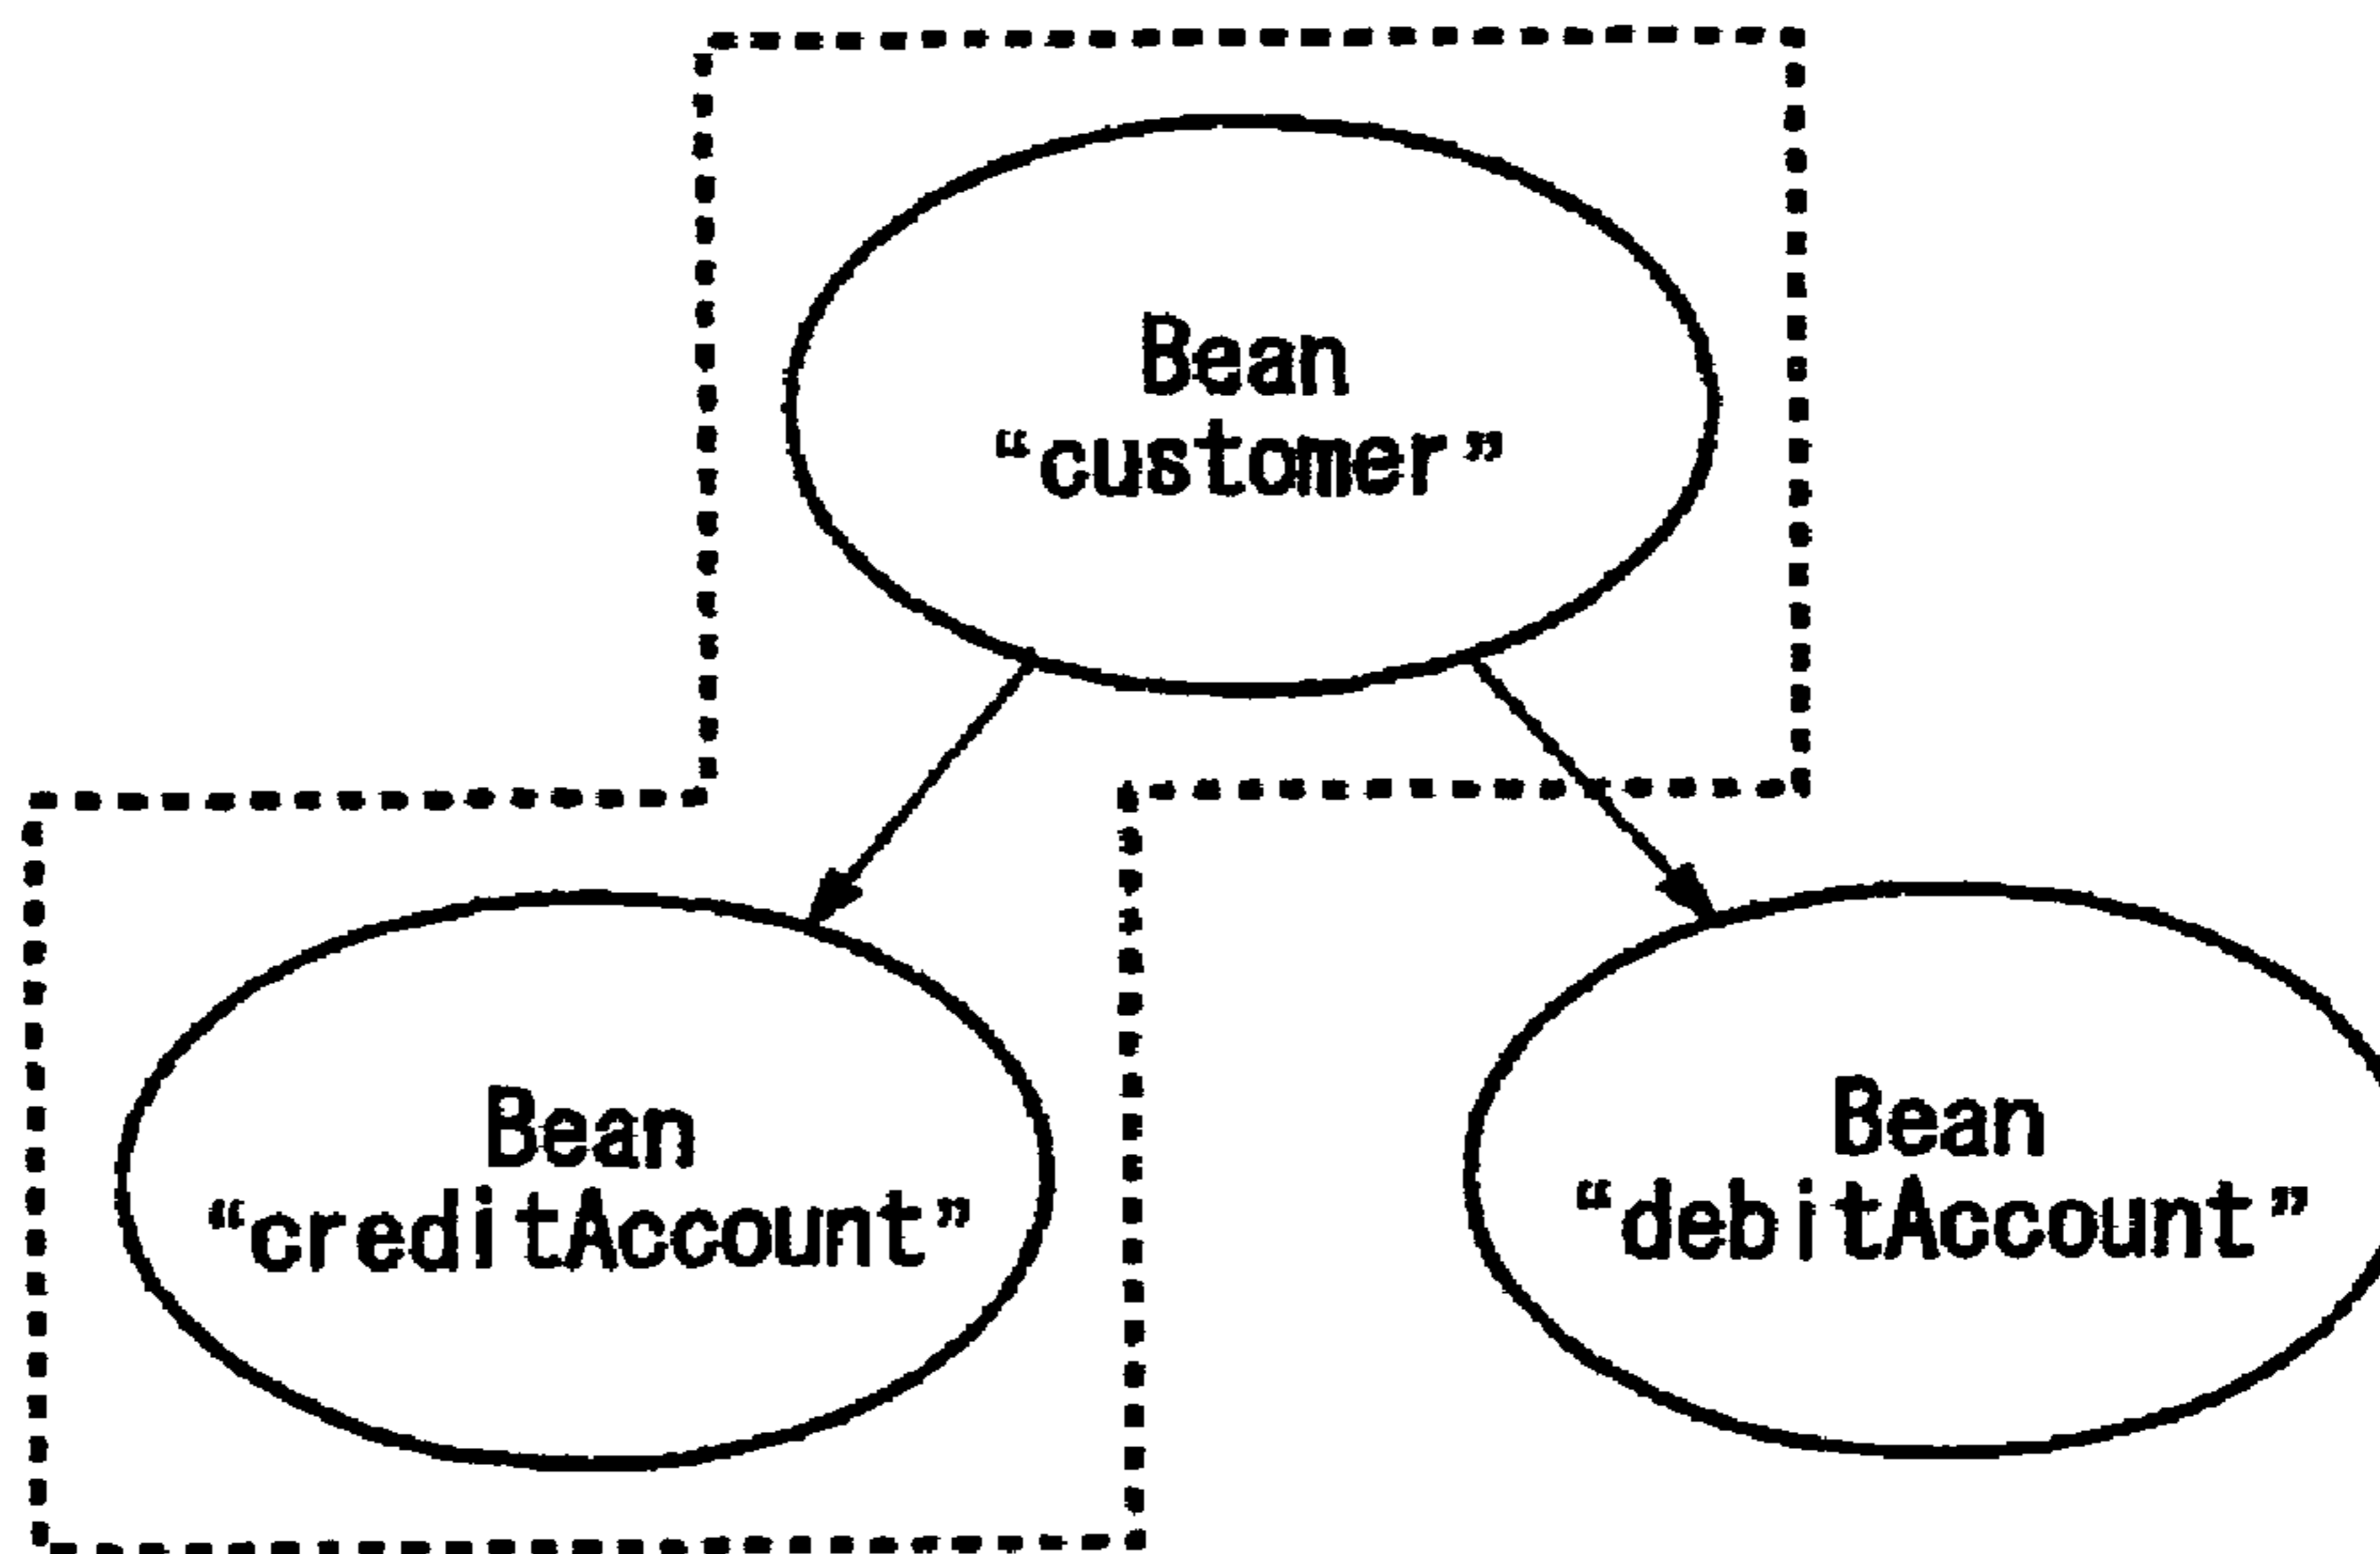 Bean
“customer”
Bean
“creditAccount”
Bean
“debitAccount”